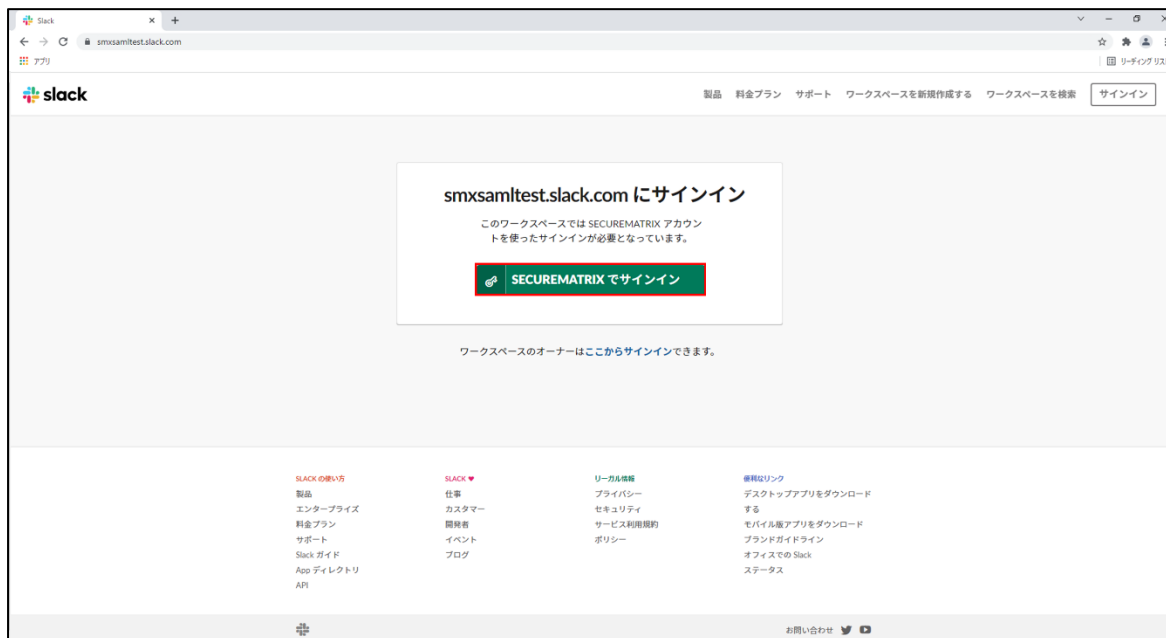 Slack
smxsamltest.slack.com
アプリ
リーディング リス
slack
製品 料金プラン サポート ワークスペースを新規作成する ワークスペースを検索 サインイン
smxsamltest.slack.com にサインイン
このワークスペースでは SECUREMATRIX アカウン
トを使ったサインインが必要となっています。
SECUREMATRIX でサインイン
ワークスペースのオーナーはここからサインインできます。
SLACK の使い方
製品
エンタープライズ
料金プラン
サポート
Slack ガイド
App ディレクトリ
API
SLACK ♥
仕事
カスタマー
開発者
イベント
ブログ
リーガル情報
プライバシー
セキュリティ
サービス利用規約
ポリシー
便利なリンク
デスクトップアプリをダウンロード
する
モバイル版アプリをダウンロード
ブランドガイドライン
オフィスでの Slack
ステータス
お問い合わせ